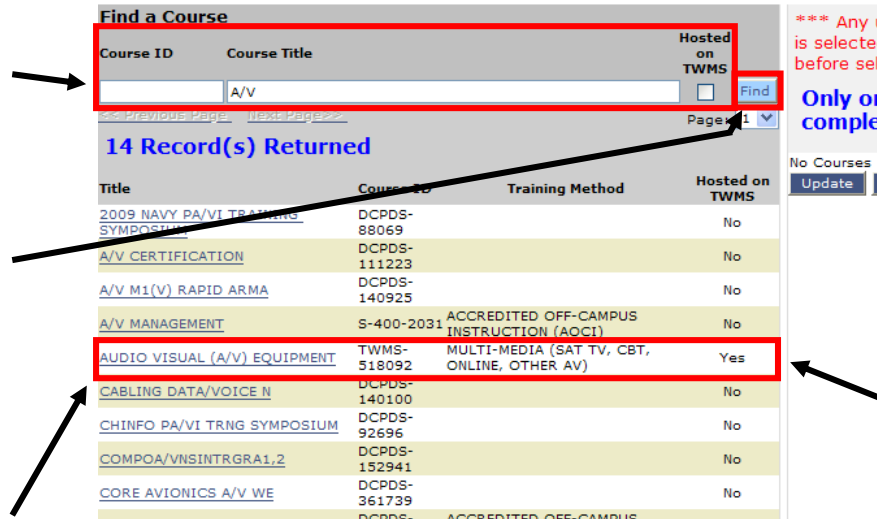 Find a Course
Course ID Course Title Hosted on TWMS
A/V Find
<< Previous Page Next Page>> Page: 1
14 Record(s) Returned
Title Course ID Training Method Hosted on TWMS
2009 NAVY PA/VI TRAINING SYMPOSIUM DCPDS-88069 No
A/V CERTIFICATION DCPDS-111223 No
A/V M1(V) RAPID ARMA DCPDS-140925 No
A/V MANAGEMENT S-400-2031 ACCREDITED OFF-CAMPUS INSTRUCTION (AOCI) No
AUDIO VISUAL (A/V) EQUIPMENT TWMS-518092 MULTI-MEDIA (SAT TV, CBT, ONLINE, OTHER AV) Yes
CABLING DATA/VOICE N DCPDS-140100 No
CHINFO PA/VI TRNG SYMPOSIUM DCPDS-92696 No
COMPOA/VNSINTRGRA1,2 DCPDS-152941 No
CORE AVIONICS A/V WE DCPDS-361739 No
DCPDS- ACCREDITED OFF-CAMPUS
*** Any
is selecte
before sel
Only
comple
No Courses
Update